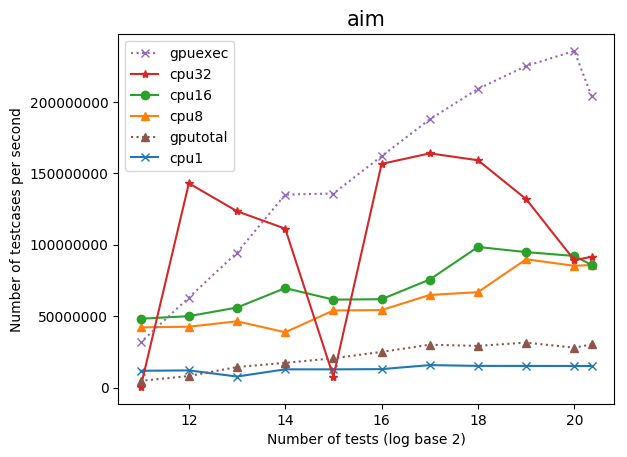 aim
gpuexec
cpu32
cpu16
cpu8
gputotal
cpu1
Number of testcases per second
200000000
150000000
100000000
50000000
0
12 14 16 18 20
Number of tests (log base 2)